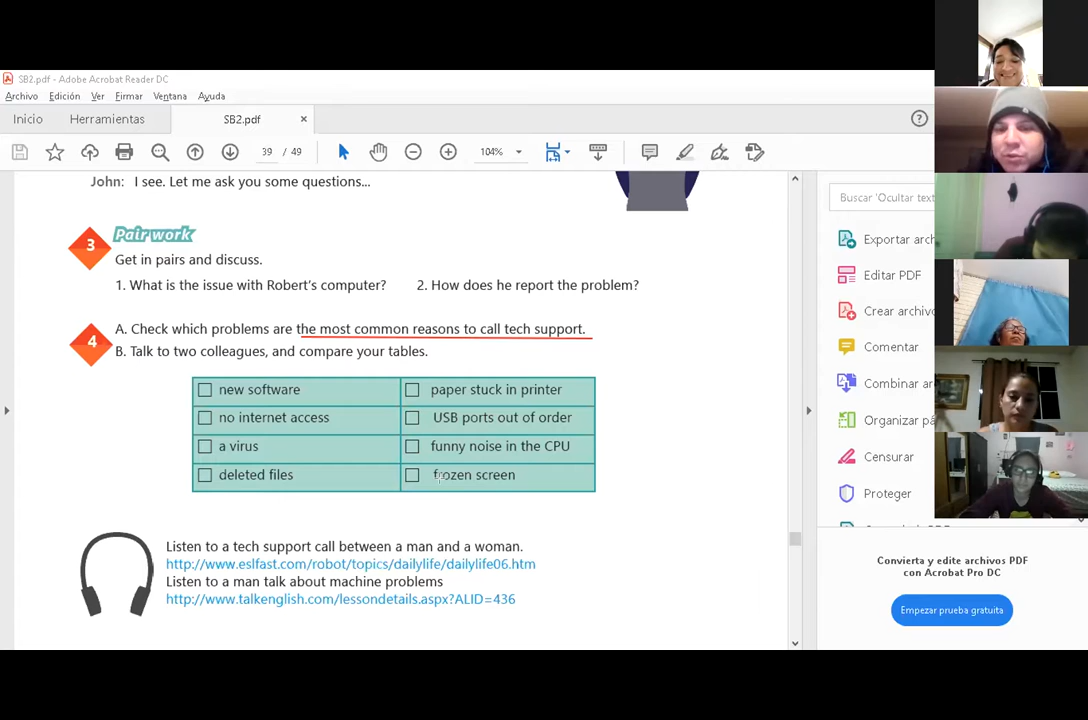 SB2.pdf - Adobe Acrobat Reader DC
Archivo Edición Ver Firmar Ventana Ayuda
Inicio Herramientas SB2.pdf ×
39 / 49 104%
John: I see. Let me ask you some questions...
Buscar 'Ocultar text
3 Pair work
Get in pairs and discuss.
1. What is the issue with Robert's computer? 2. How does he report the problem?
4 A. Check which problems are the most common reasons to call tech support.
B. Talk to two colleagues, and compare your tables.
new software paper stuck in printer
no internet access USB ports out of order
a virus funny noise in the CPU
deleted files frozen screen
Listen to a tech support call between a man and a woman.
http://www.eslfast.com/robot/topics/dailylife/dailylife06.htm
Listen to a man talk about machine problems
http://www.talkenglish.com/lessondetails.aspx?ALID=436
Exportar arch
Editar PDF
Crear archivo
Comentar
Combinar ar
Organizar pá
Censurar
Proteger
Convierta y edite archivos PDF
con Acrobat Pro DC
Empezar prueba gratuita